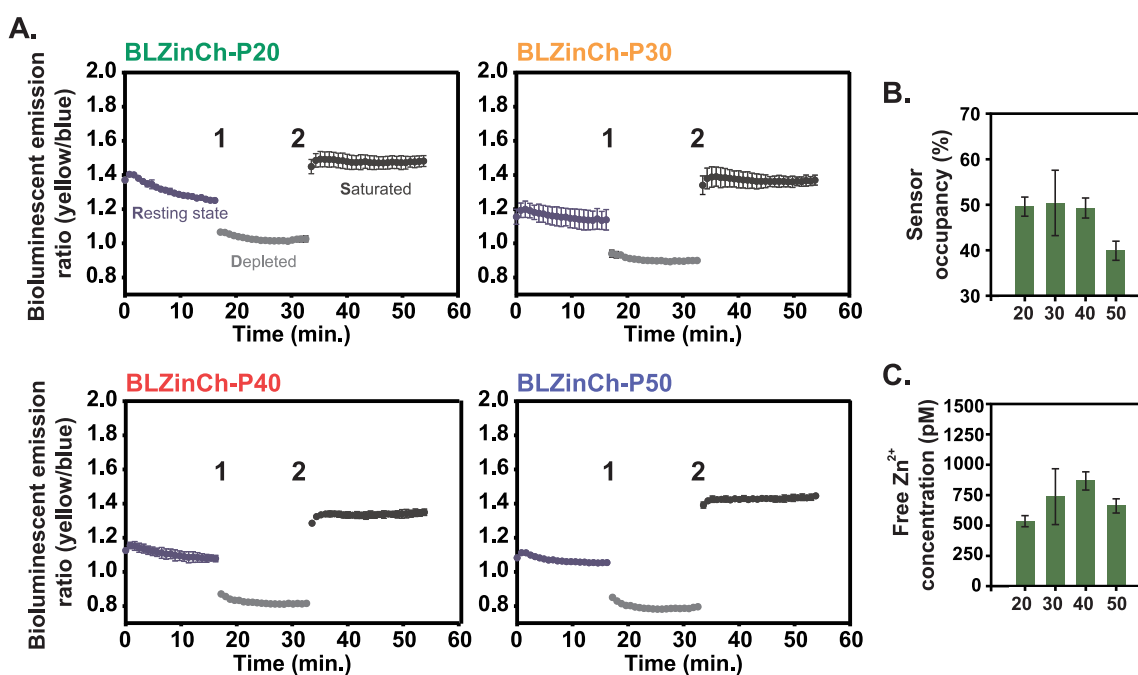 A.
BLZinCh-P20
Bioluminescent emission
ratio (yellow/blue)
2.0
1.8
1.6
1.4
1.2
1.0
0.8
1
2
Resting state
Saturated
Depleted
0 10 20 30 40 50 60
Time (min.)
BLZinCh-P30
2.0
1.8
1.6
1.4
1.2
1.0
0.8
1
2
0 10 20 30 40 50 60
Time (min.)
BLZinCh-P40
Bioluminescent emission
ratio (yellow/blue)
2.0
1.8
1.6
1.4
1.2
1.0
0.8
1
2
0 10 20 30 40 50 60
Time (min.)
BLZinCh-P50
2.0
1.8
1.6
1.4
1.2
1.0
0.8
1
2
0 10 20 30 40 50 60
Time (min.)
B.
Sensor
occupancy (%)
70
60
50
40
30
20 30 40 50
C.
Free Zn²⁺
concentration (pM)
1500
1250
1000
750
500
250
0
20 30 40 50